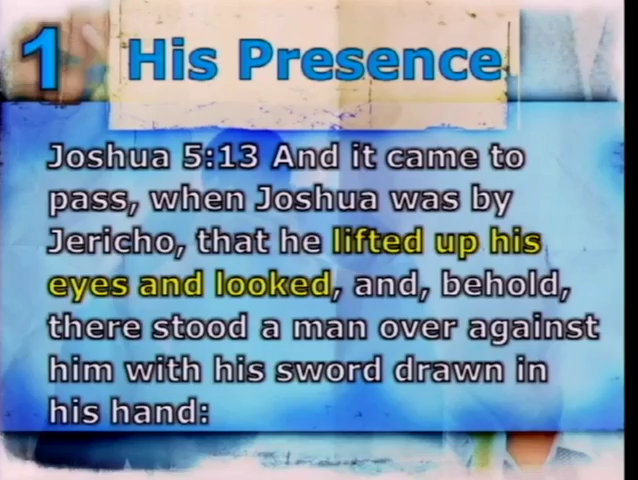 1 His Presence
Joshua 5:13 And it came to
pass, when Joshua was by
Jericho, that he lifted up his
eyes and looked, and, behold,
there stood a man over against
him with his sword drawn in
his hand: